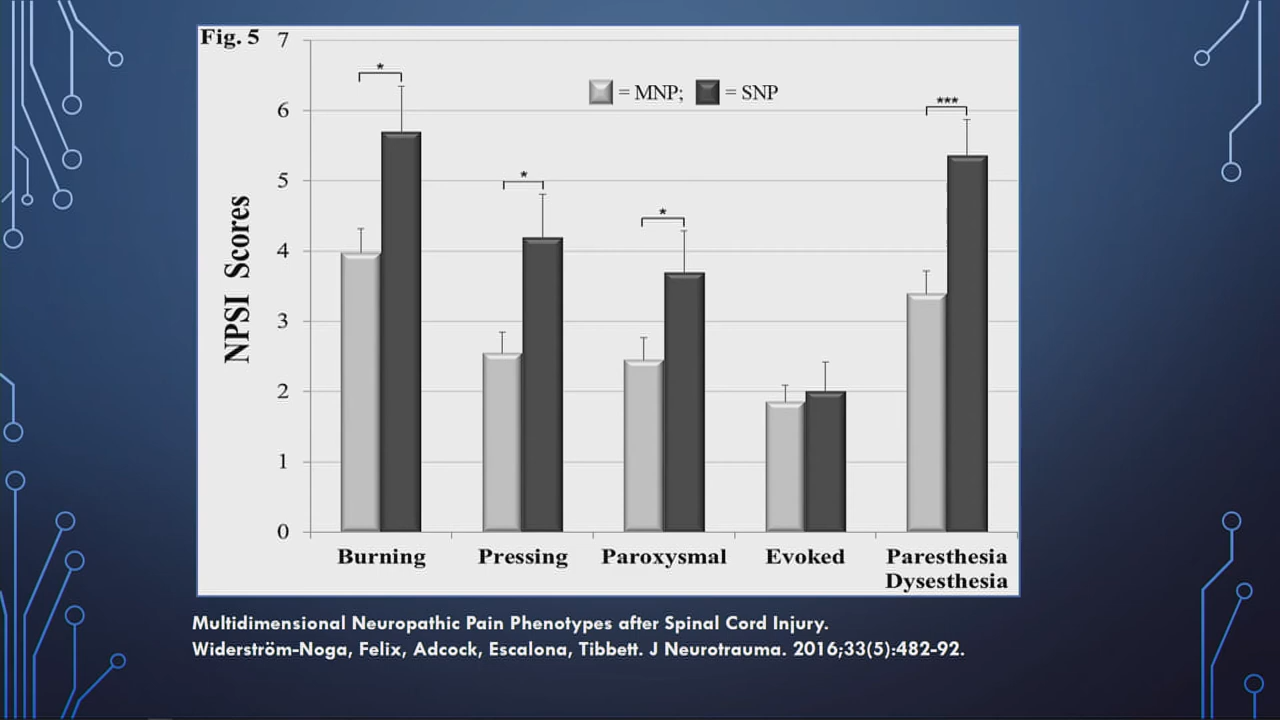 Fig. 5
7
6
5
4
3
2
1
0
NPSI Scores
= MNP; = SNP
*
*
*
***
Burning Pressing Paroxysmal Evoked Paresthesia
Dysesthesia
Multidimensional Neuropathic Pain Phenotypes after Spinal Cord Injury.
Widerström-Noga, Felix, Adcock, Escalona, Tibbett. J Neurotrauma. 2016;33(5):482-92.